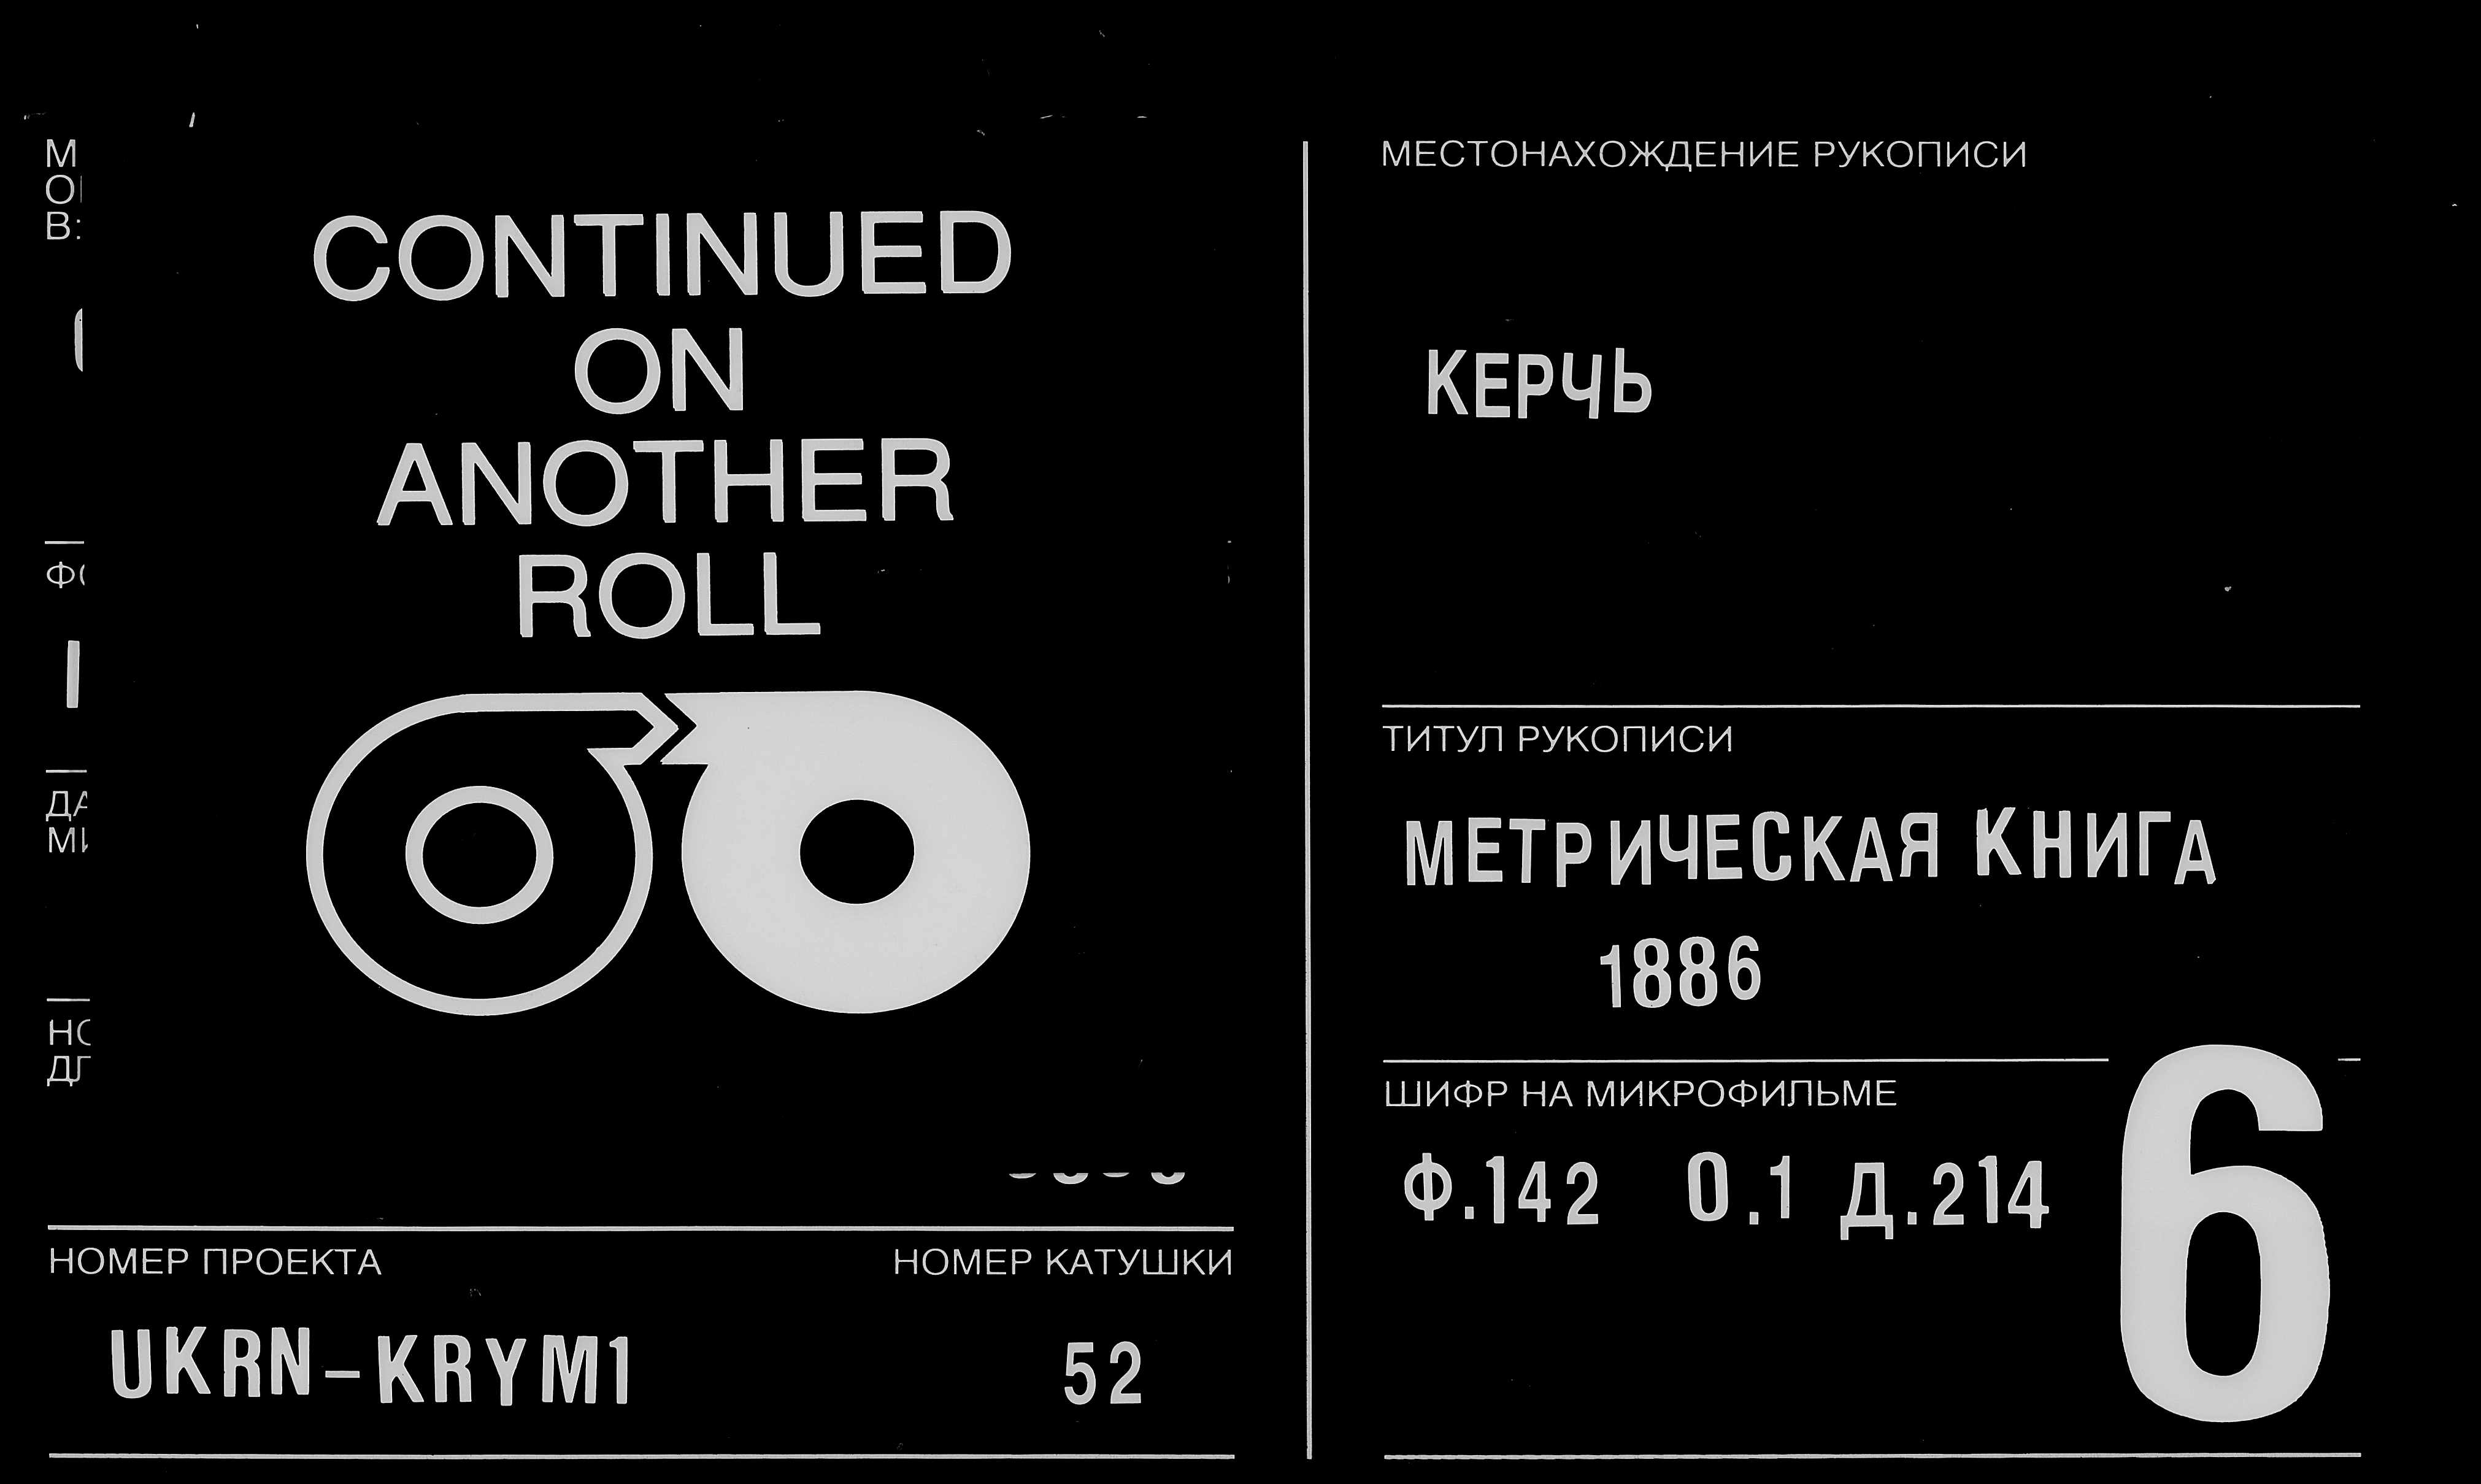 CONTINUED
ON
ANOTHER
ROLL
НОМЕР ПРОЕКТА
НОМЕР КАТУШКИ
UKRN-KRYM1
52
МЕСТОНАХОЖДЕНИЕ РУКОПИСИ
КЕРЧЬ
ТИТУЛ РУКОПИСИ
МЕТРИЧЕСКАЯ КНИГА
1886
ШИФР НА МИКРОФИЛЬМЕ
Ф.142 О.1 Д.214
6